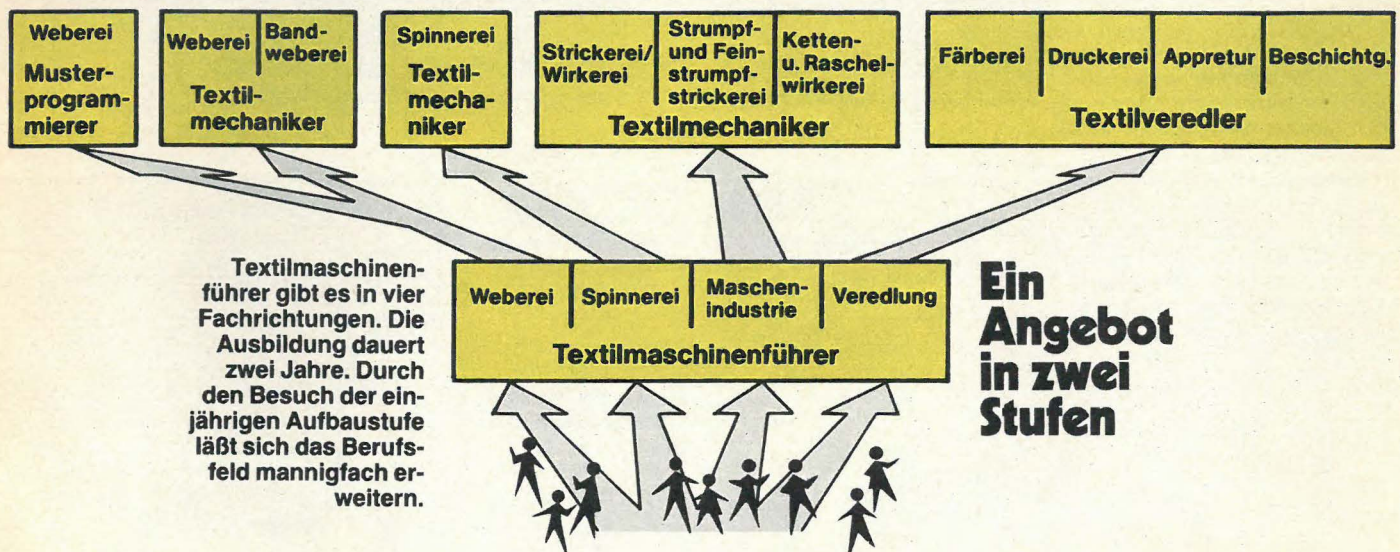 Weberei
Muster-
program-
mierer
Weberei
Band-
weberei
Textil-
mechaniker
Spinnerei
Textil-
mecha-
niker
Strickerei/
Wirkerei
Strumpf-
und Fein-
strumpf-
strickerei
Ketten-
u. Raschel-
wirkerei
Textilmechaniker
Färberei
Druckerei
Appretur
Beschichtg.
Textilveredler
Textilmaschinen-
führer gibt es in vier
Fachrichtungen. Die
Ausbildung dauert
zwei Jahre. Durch
den Besuch der ein-
jährigen Aufbaustufe
läßt sich das Berufs-
feld mannigfach er-
weitern.
Weberei
Spinnerei
Maschen-
industrie
Veredlung
Textilmaschinenführer
Ein
Angebot
in zwei
Stufen